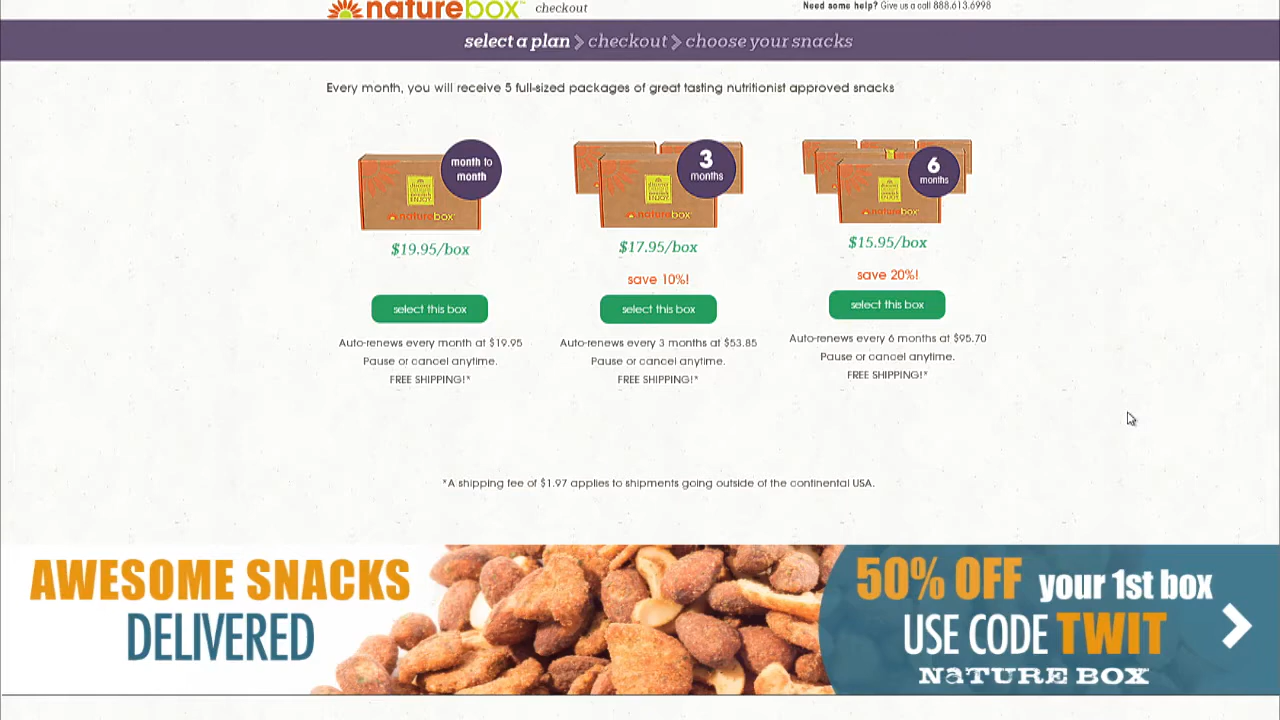 naturebox™ checkout
Need some help? Give us a call 888.613.6998
select a plan > checkout > choose your snacks
Every month, you will receive 5 full-sized packages of great tasting nutritionist approved snacks
month to
month
naturebox
$19.95/box
select this box
Auto-renews every month at $19.95
Pause or cancel anytime.
FREE SHIPPING!*
3
months
naturebox
$17.95/box
save 10%!
select this box
Auto-renews every 3 months at $53.85
Pause or cancel anytime.
FREE SHIPPING!*
6
months
naturebox
$15.95/box
save 20%!
select this box
Auto-renews every 6 months at $95.70
Pause or cancel anytime.
FREE SHIPPING!*
*A shipping fee of $1.97 applies to shipments going outside of the continental USA.
AWESOME SNACKS
DELIVERED
50% OFF your 1st box
USE CODE TWIT
NATURE BOX